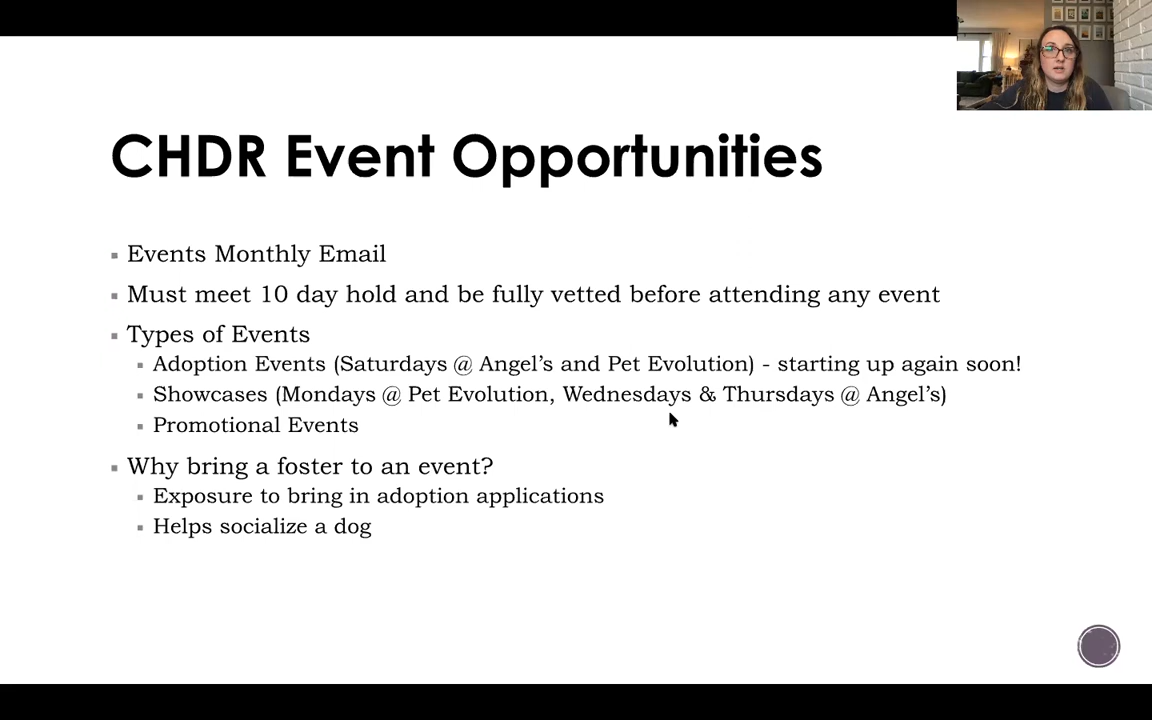 CHDR Event Opportunities
Events Monthly Email
Must meet 10 day hold and be fully vetted before attending any event
Types of Events
Adoption Events (Saturdays @ Angel's and Pet Evolution) - starting up again soon!
Showcases (Mondays @ Pet Evolution, Wednesdays & Thursdays @ Angel's)
Promotional Events
Why bring a foster to an event?
Exposure to bring in adoption applications
Helps socialize a dog